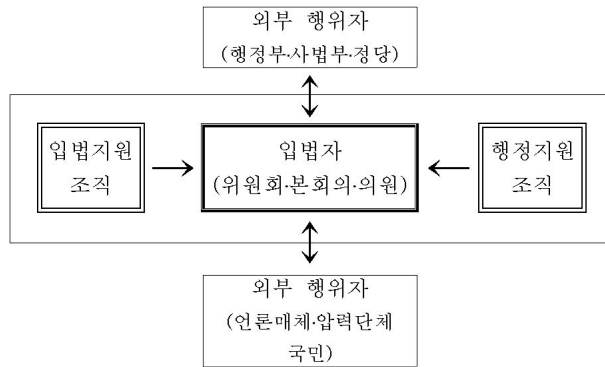 외부 행위자
(행정부·사법부·정당)
입법지원
조직
입법자
(위원회·본회의·의원)
행정지원
조직
외부 행위자
(언론매체·압력단체
국민)